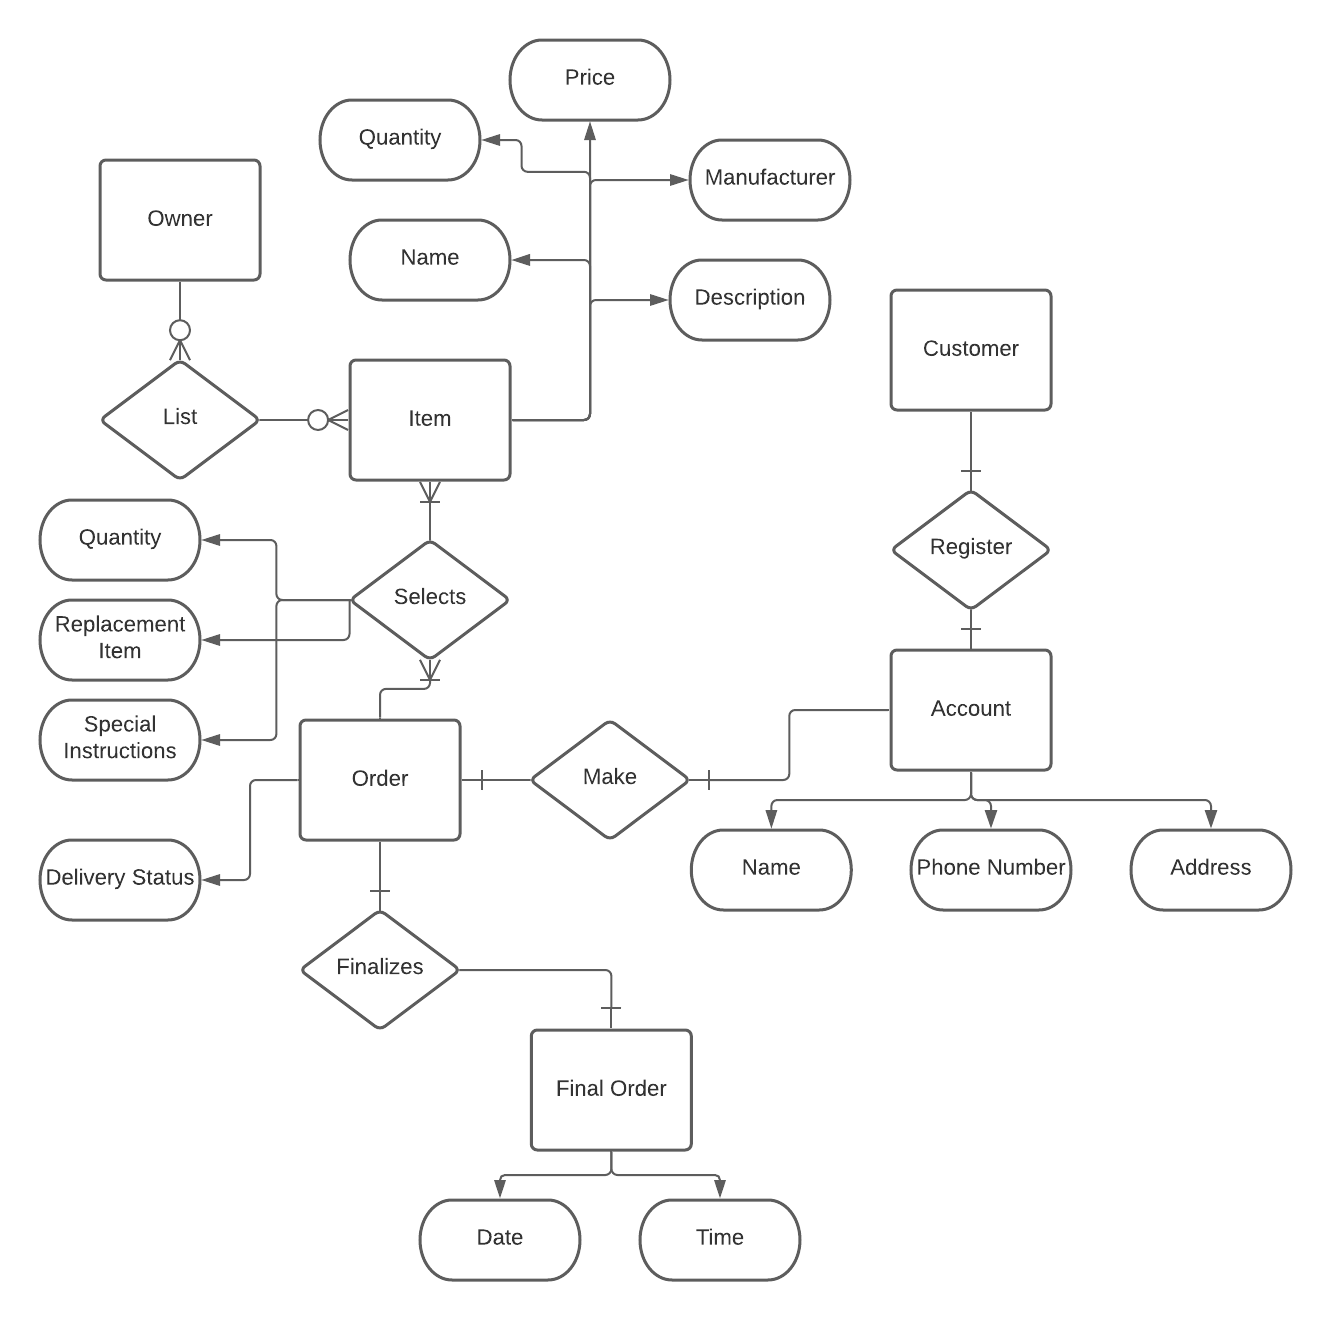 Price
Quantity
Manufacturer
Owner
Name
Description
Customer
List
Item
Quantity
Selects
Register
Replacement
Item
Special
Instructions
Order
Make
Account
Delivery Status
Name
Phone Number
Address
Finalizes
Final Order
Date
Time